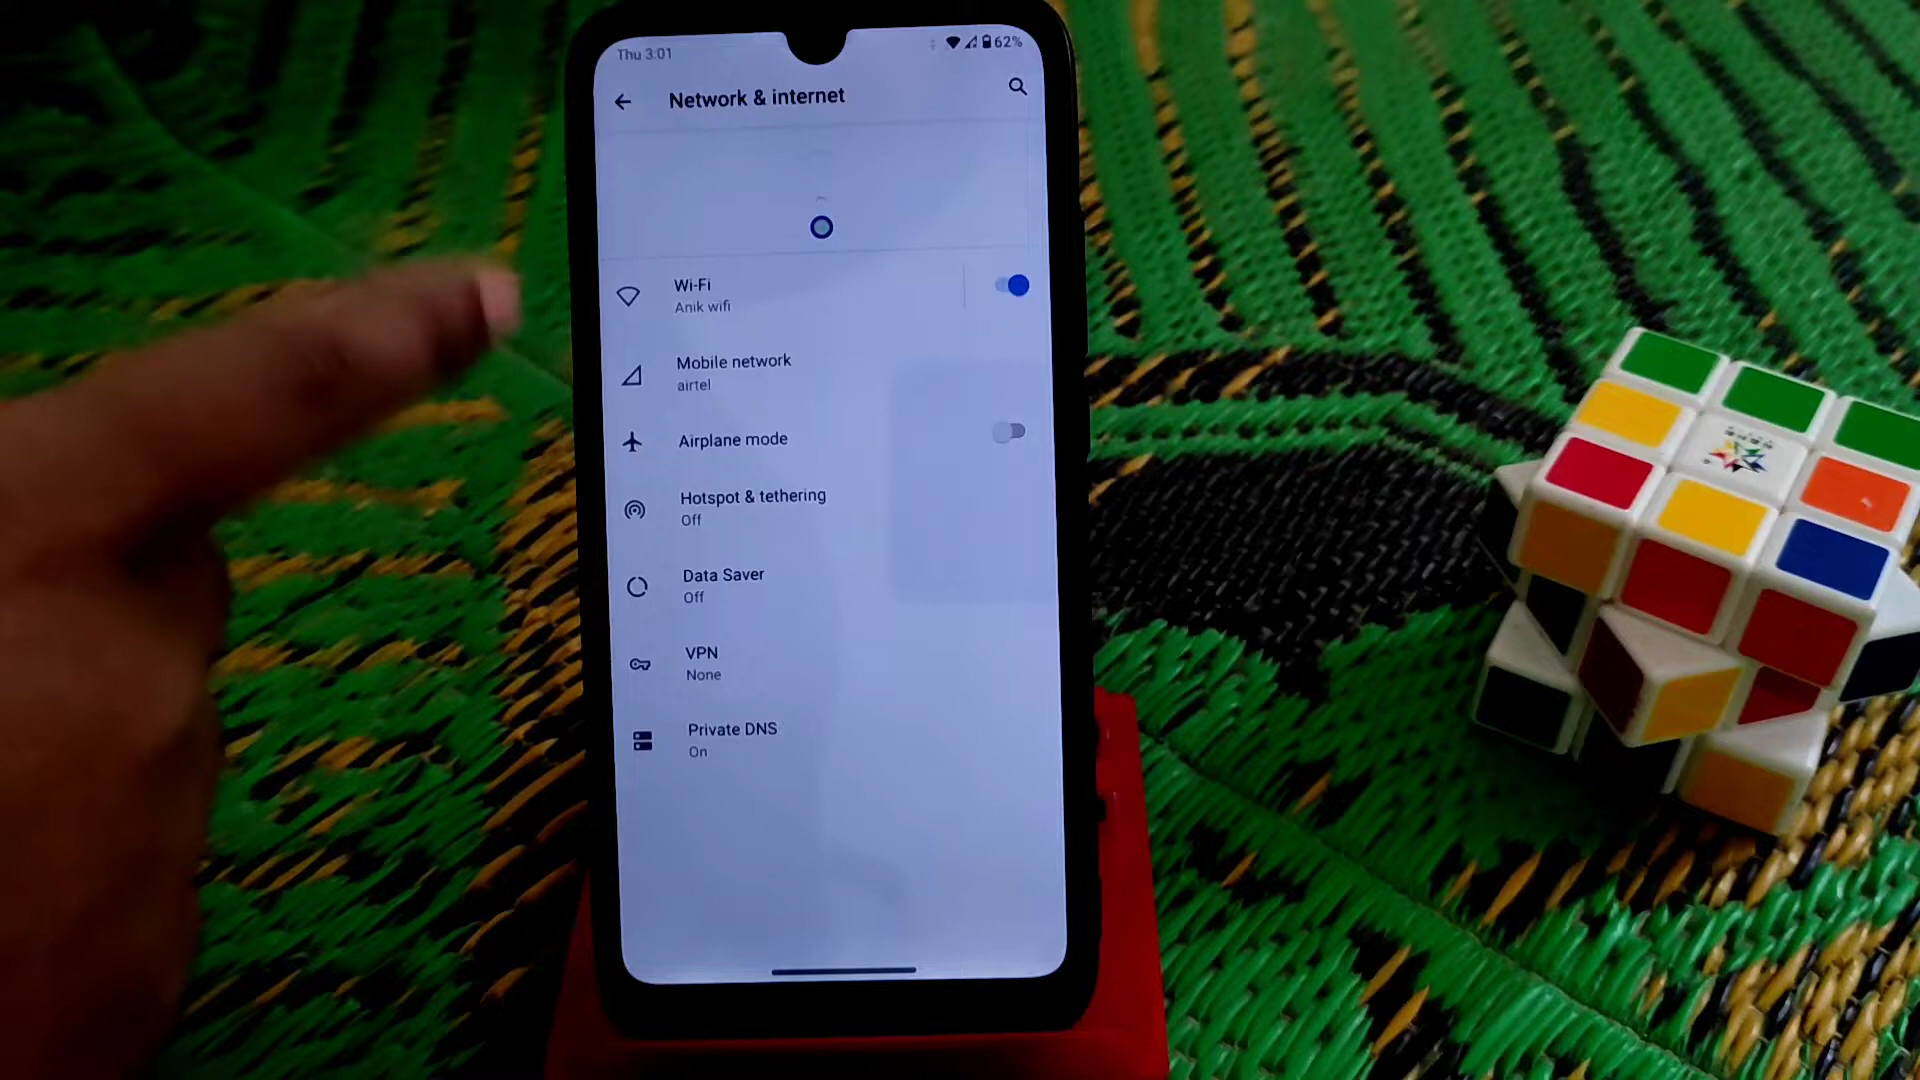 Thu 3:01
62%
Network & internet
Wi-Fi
Anik wifi
Mobile network
airtel
Airplane mode
Hotspot & tethering
Off
Data Saver
Off
VPN
None
Private DNS
On